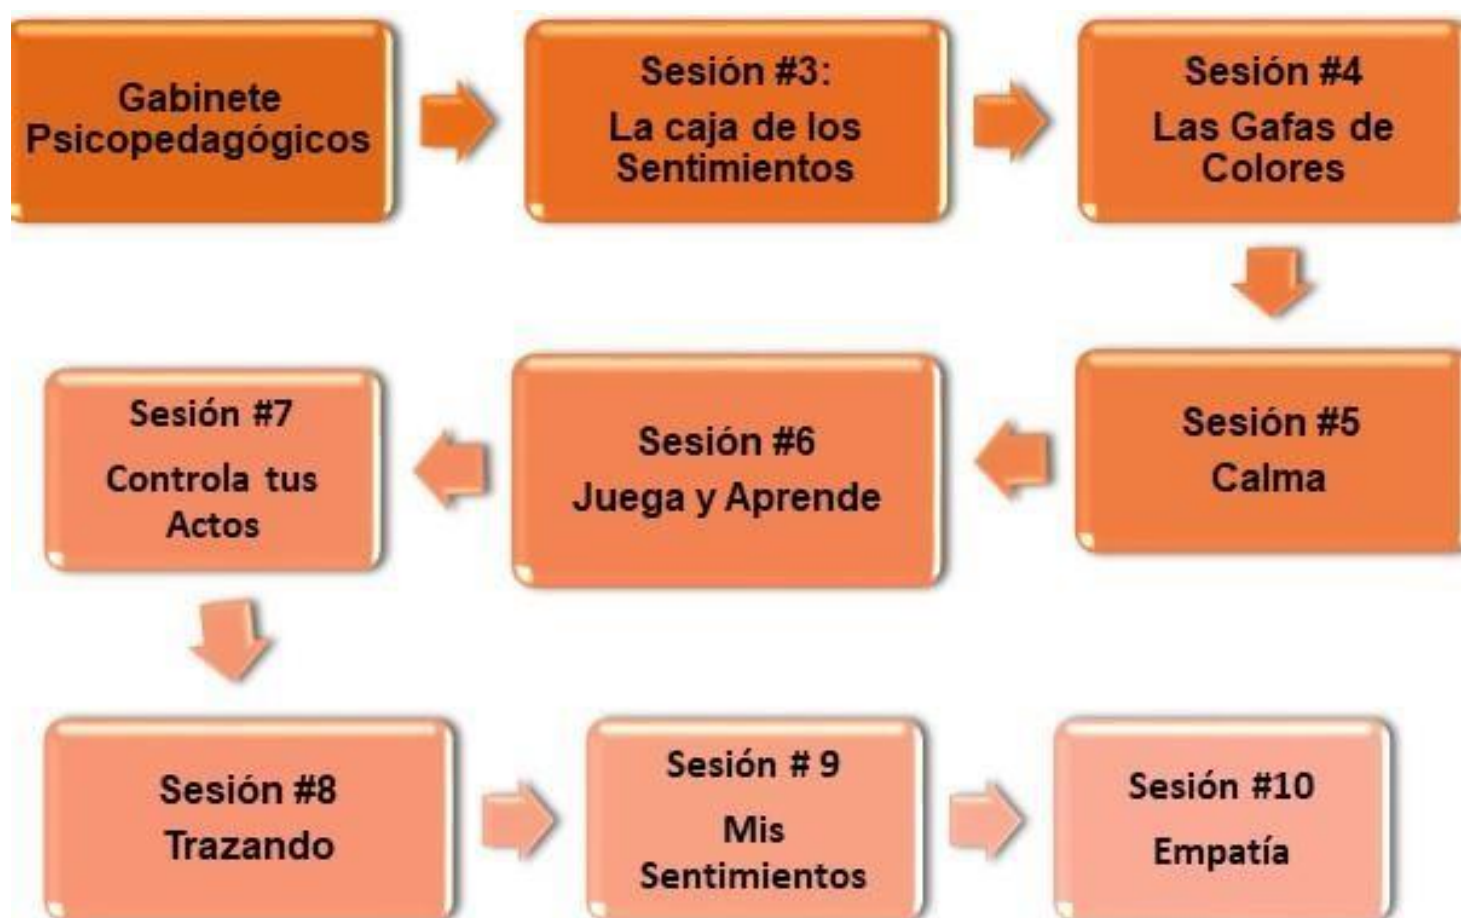 Gabinete
Psicopedagógicos
Sesión #3:
La caja de los
Sentimientos
Sesión #4
Las Gafas de
Colores
Sesión #5
Calma
Sesión #6
Juega y Aprende
Sesión #7
Controla tus
Actos
Sesión #8
Trazando
Sesión # 9
Mis
Sentimientos
Sesión #10
Empatía